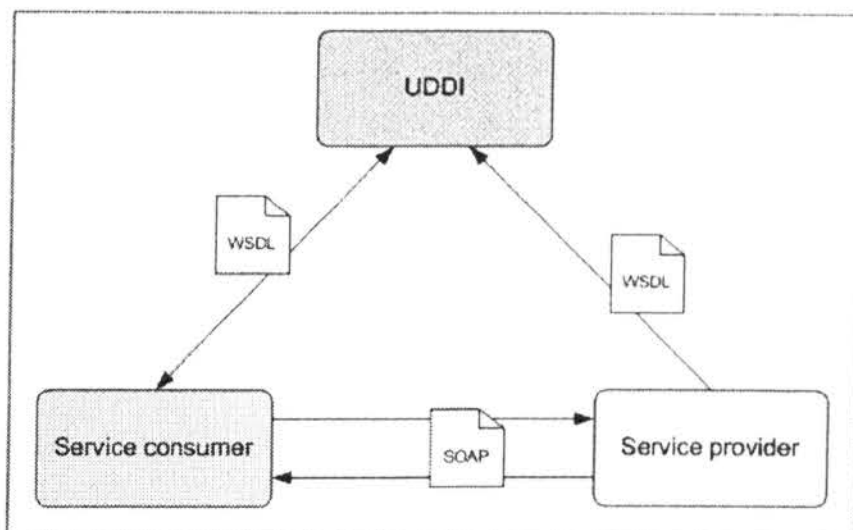 UDDI
WSDL
WSDL
Service consumer
SOAP
Service provider